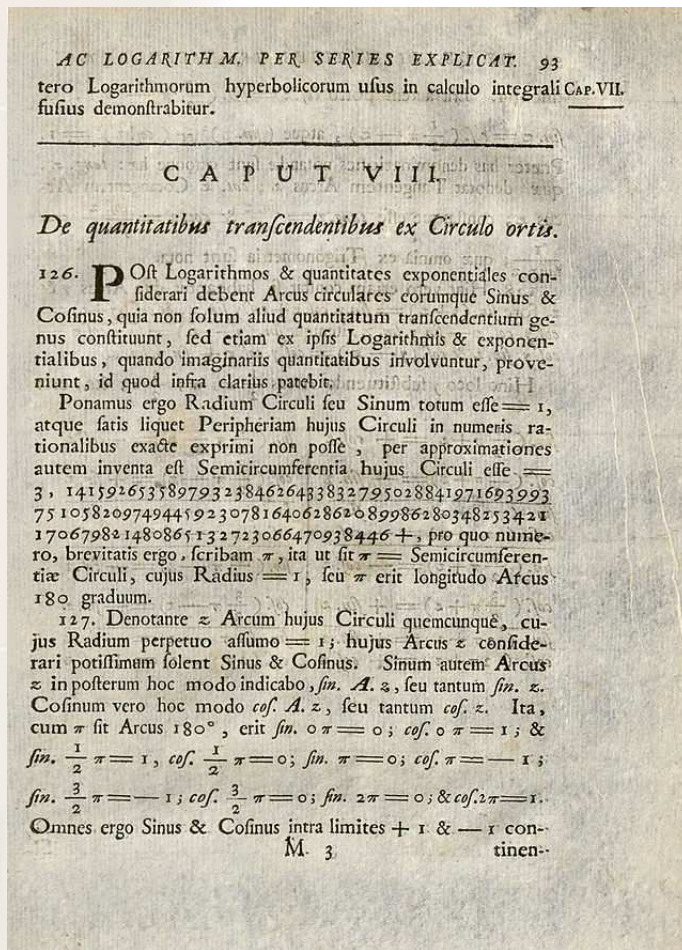 AC LOGARITHM. PER SERIES EXPLICAT. 93
tero Logarithmorum hyperbolicorum uſus in calculo integrali CAP.VII.
fuſius demonſtrabitur.
CAPUT VIII.
De quantitatibus tranſcendentibus ex Circulo ortis.
126. POſt Logarithmos & quantitates exponentiales con-
ſiderari debent Arcus circulares eorumque Sinus &
Coſinus, quia non ſolum aliud quantitatum tranſcendentium ge-
nus conſtituunt, ſed etiam ex ipſis Logarithmis & exponen-
tialibus, quando imaginariis quantitatibus involvuntur, prove-
niunt, id quod infra clarius patebit.
Ponamus ergo Radium Circuli ſeu Sinum totum eſſe = 1,
atque ſatis liquet Peripheriam hujus Circuli in numeris ra-
tionalibus exacte exprimi non poſſe, per approximationes
autem inventa eſt Semicircumferentia hujus Circuli eſſe =
3, 1415926535897932384626433832795028841971693993
751058209749445923078164062862089986280348253421
170679821480865132723066470938446 +, pro quo nume-
ro, brevitatis ergo, ſcribam π, ita ut ſit π = Semicircumferen-
tiæ Circuli, cujus Radius = 1, ſeu π erit longitudo Arcus
180 graduum.
127. Denotante z Arcum hujus Circuli quemcunque, cu-
jus Radium perpetuo aſſumo = 1; hujus Arcus z conſide-
rari potiſſimum ſolent Sinus & Coſinus. Sinum autem Arcus
z in poſterum hoc modo indicabo, ſin. A. z, ſeu tantum ſin. z.
Coſinum vero hoc modo coſ. A. z, ſeu tantum coſ. z. Ita,
cum π ſit Arcus 180°, erit ſin. 0 π = 0; coſ. 0 π = 1; &
ſin. 1/2 π = 1, coſ. 1/2 π = 0; ſin. π = 0; coſ. π = — 1;
ſin. 3/2 π = — 1; coſ. 3/2 π = 0; ſin. 2π = 0; & coſ. 2π = 1.
Omnes ergo Sinus & Coſinus intra limites + 1 & — 1 con-
M 3 tinen-